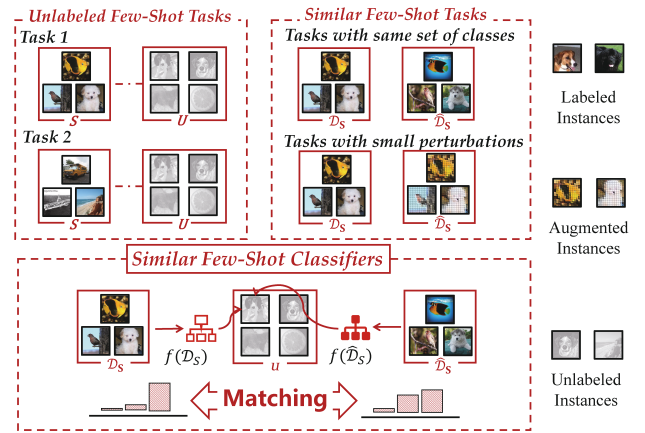 Unlabeled Few-Shot Tasks
Task 1
S
U
Task 2
S
U
Similar Few-Shot Tasks
Tasks with same set of classes
𝒟s
𝒟̂s
Tasks with small perturbations
𝒟s
𝒟̂s
Labeled
Instances
Augmented
Instances
Unlabeled
Instances
Similar Few-Shot Classifiers
𝒟s
f(𝒟s)
u
f(𝒟̂s)
𝒟̂s
Matching